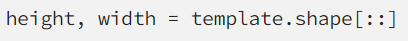 height, width = template.shape[::]